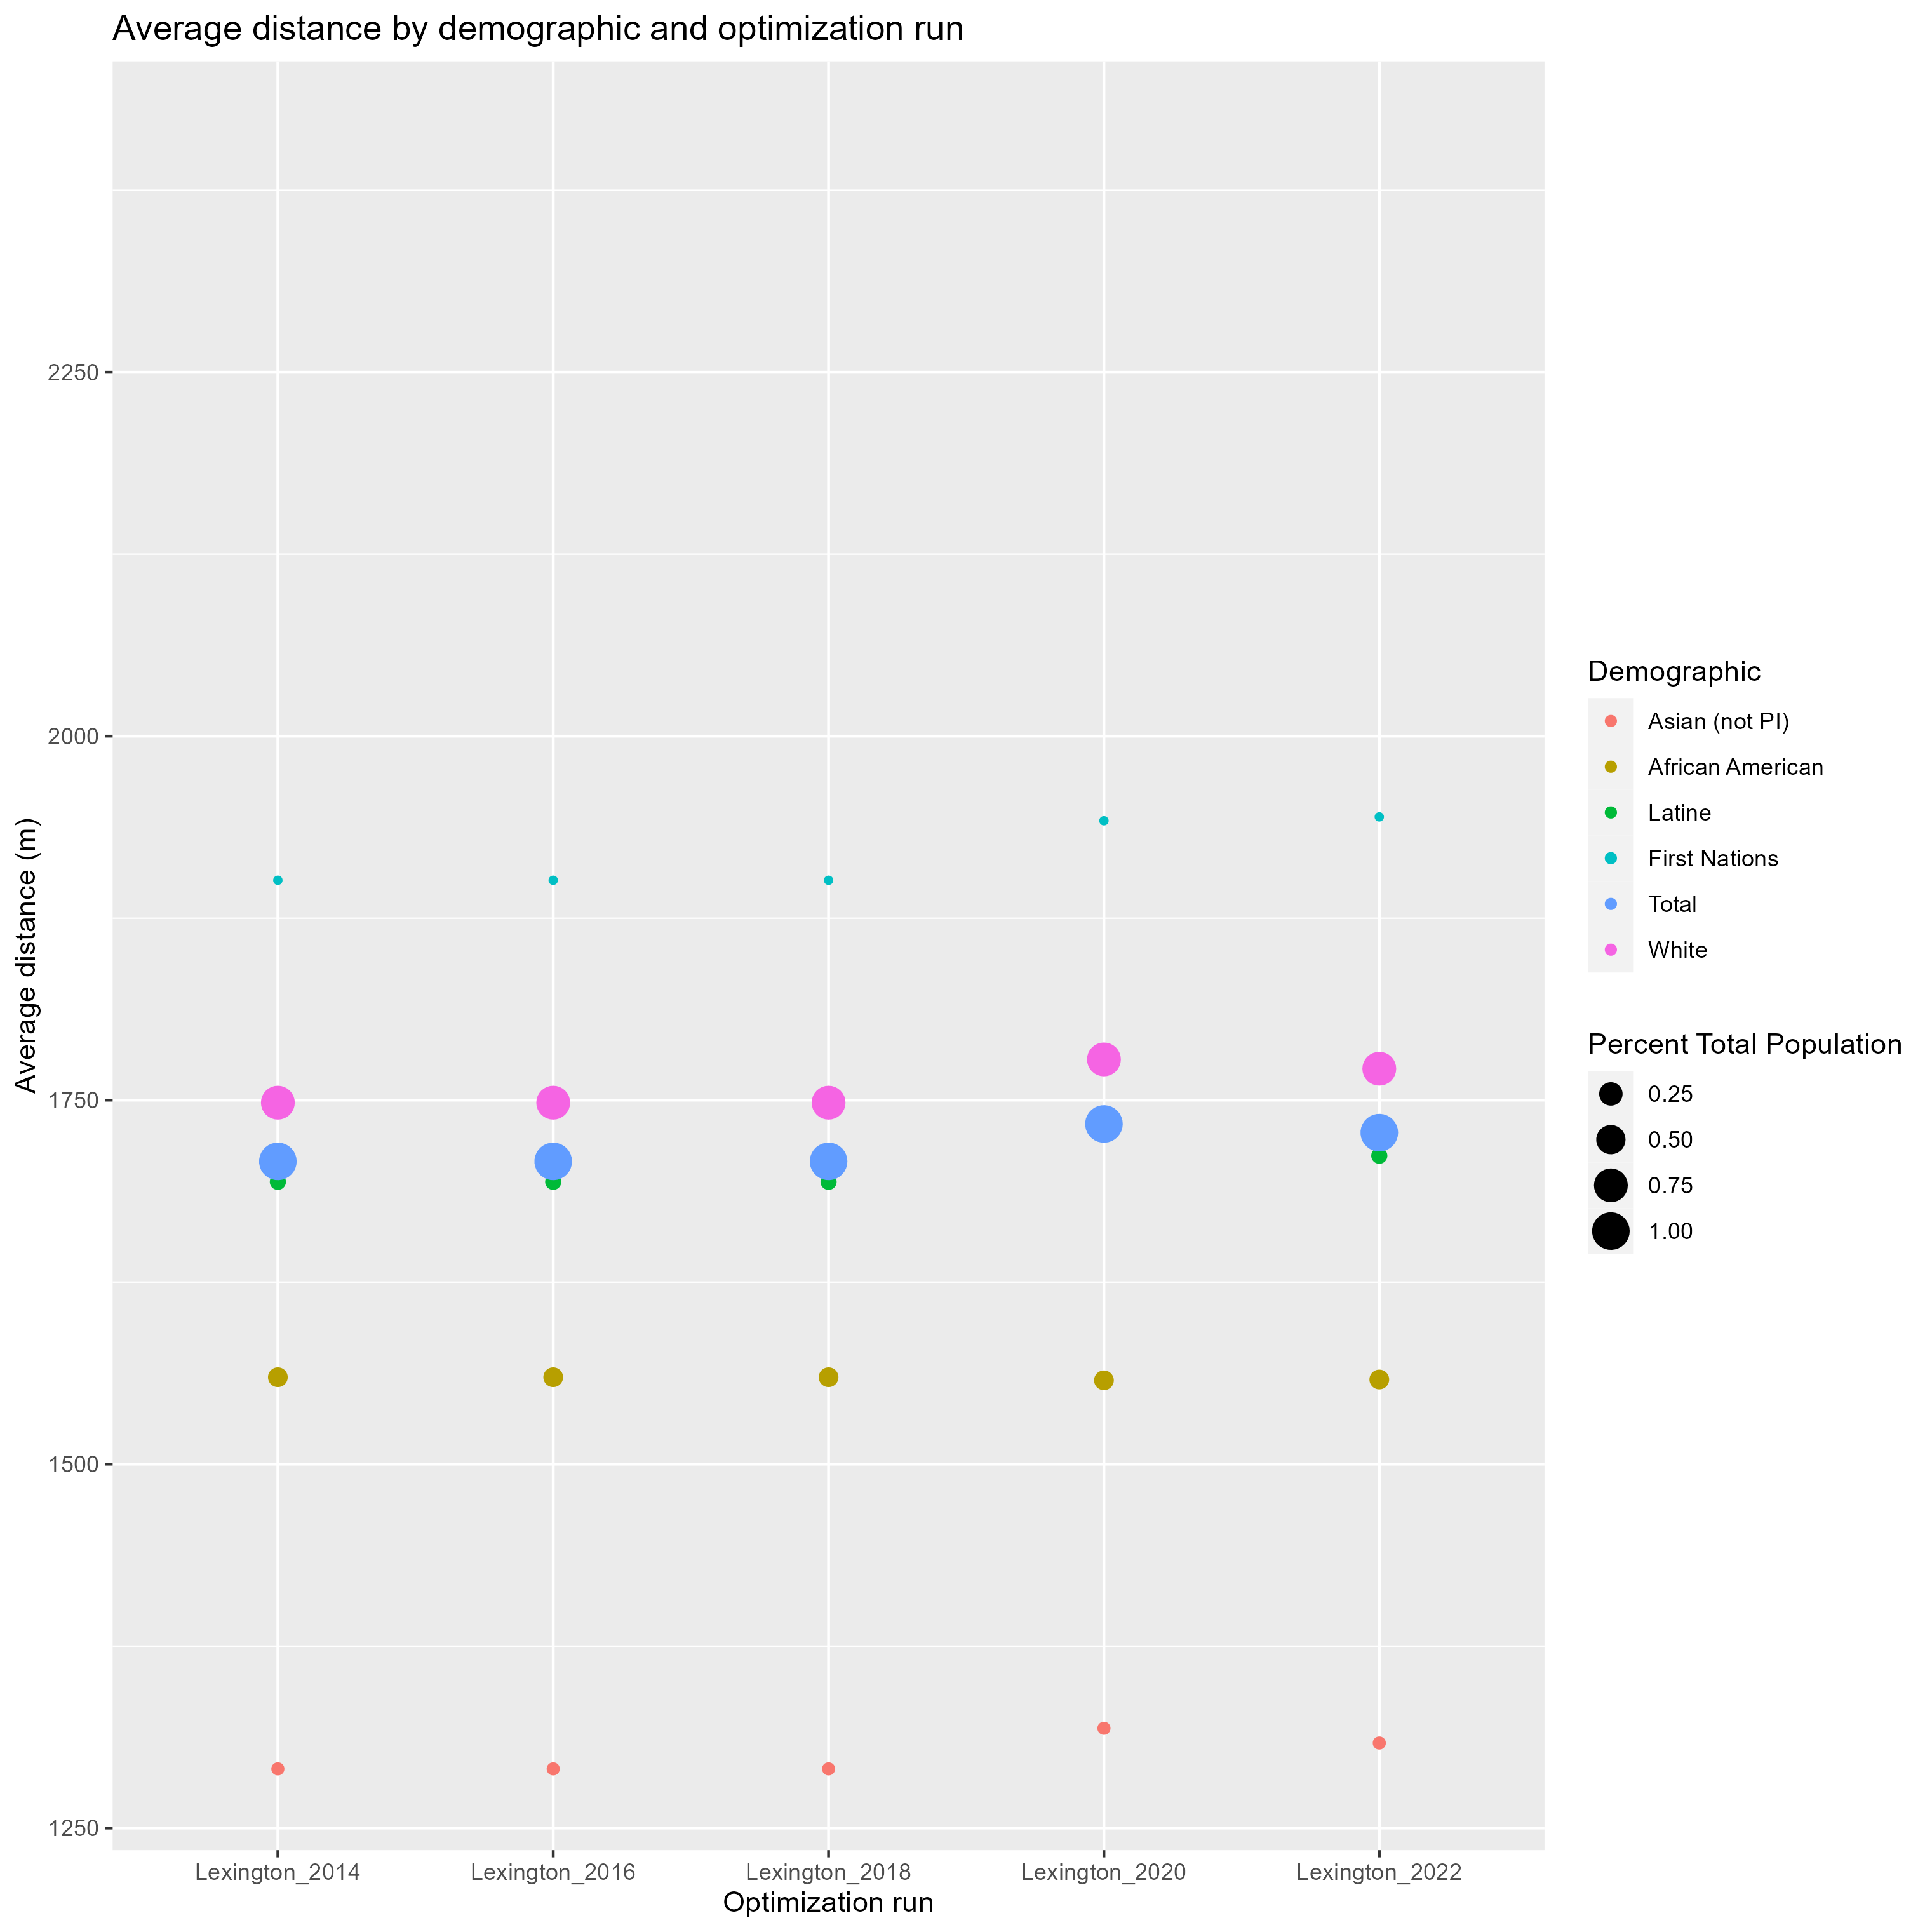 Average distance by demographic and optimization run
Average distance (m)
2250
2000
1750
1500
1250
Lexington_2014
Lexington_2016
Lexington_2018
Lexington_2020
Lexington_2022
Optimization run
Demographic
Asian (not PI)
African American
Latine
First Nations
Total
White
Percent Total Population
0.25
0.50
0.75
1.00